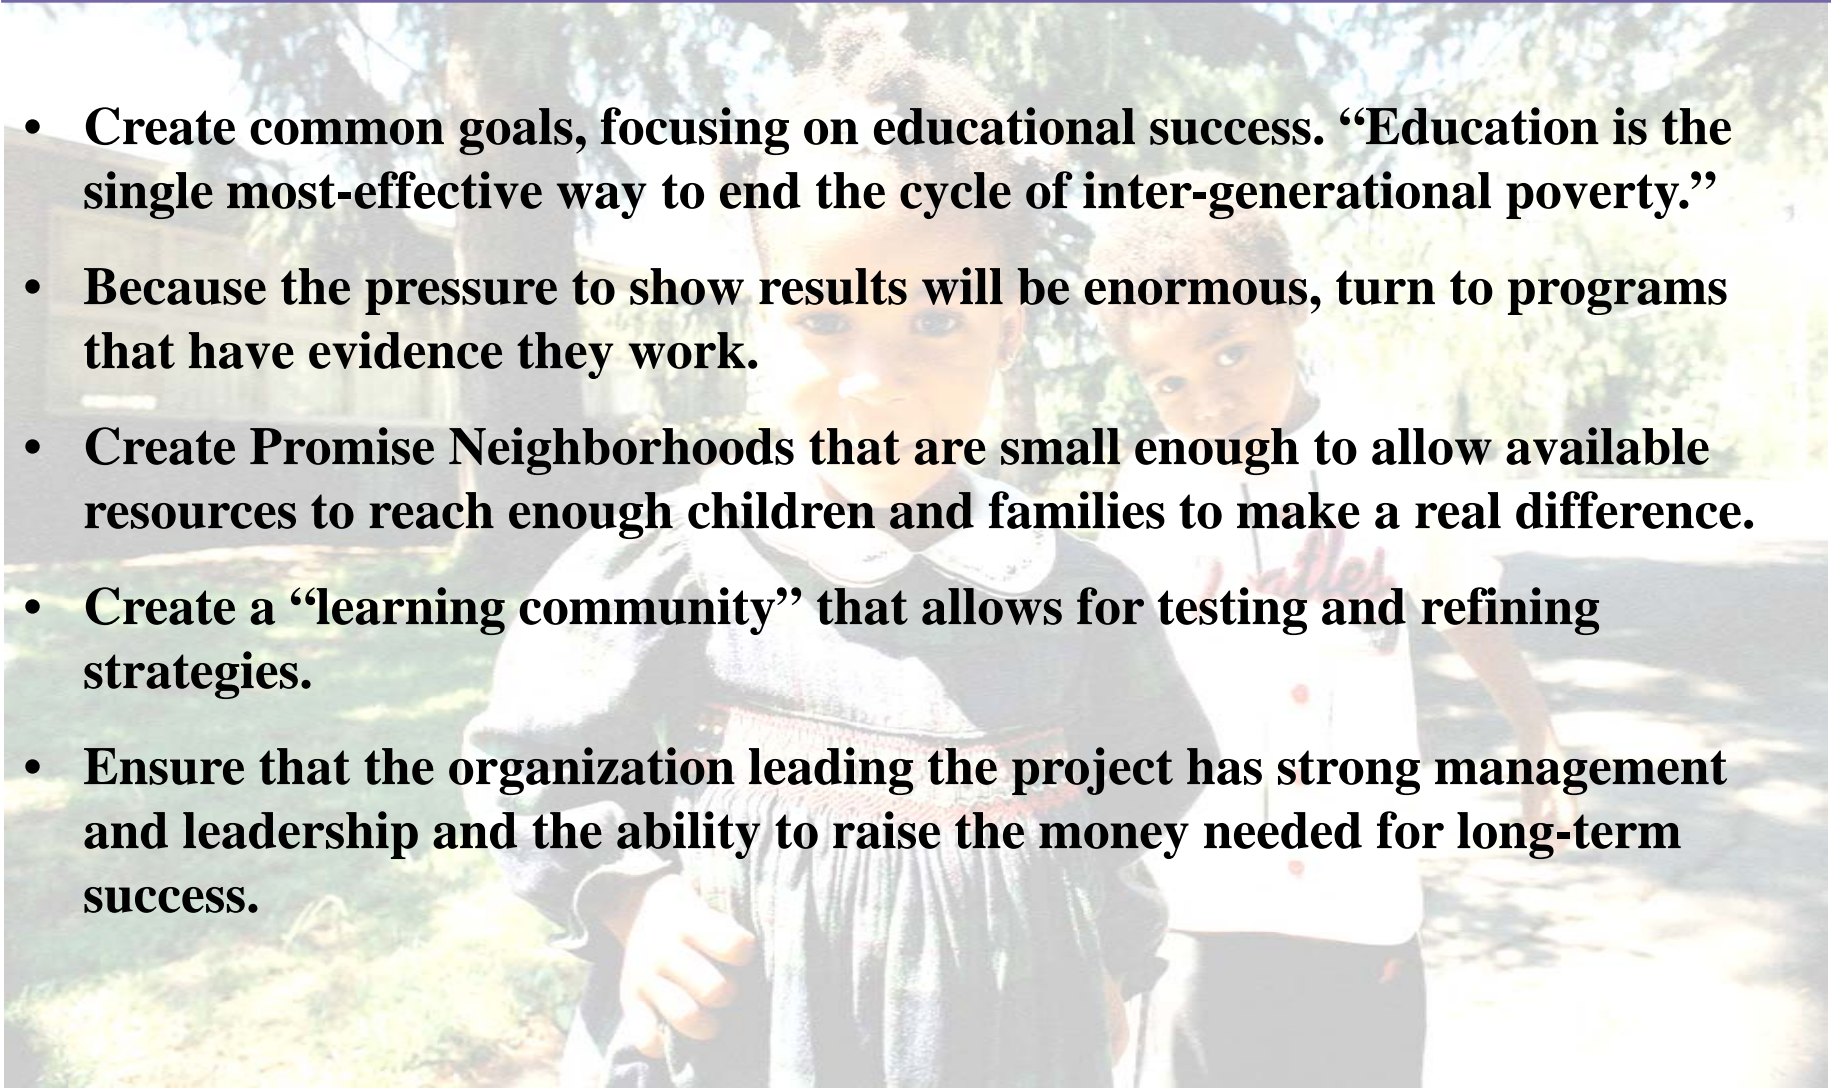 • Create common goals, focusing on educational success. “Education is the
single most-effective way to end the cycle of inter-generational poverty.”
• Because the pressure to show results will be enormous, turn to programs
that have evidence they work.
• Create Promise Neighborhoods that are small enough to allow available
resources to reach enough children and families to make a real difference.
• Create a “learning community” that allows for testing and refining
strategies.
• Ensure that the organization leading the project has strong management
and leadership and the ability to raise the money needed for long-term
success.